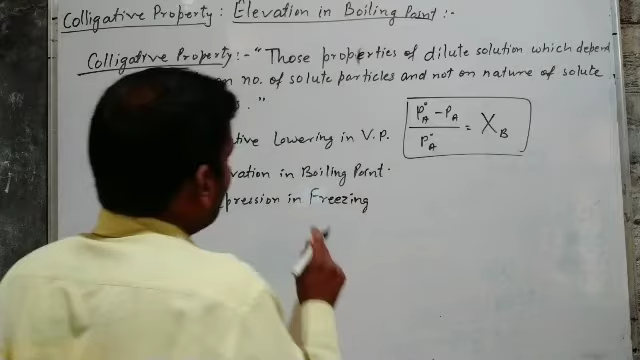 Colligative Property : Elevation in Boiling Point :-
Colligative Property :- "Those properties of dilute solution which depend
no. of solute particles and not on nature of solute
."
tive Lowering in V.P.
P°A - PA / P°A = XB
vation in Boiling Point.
pression in Freezing